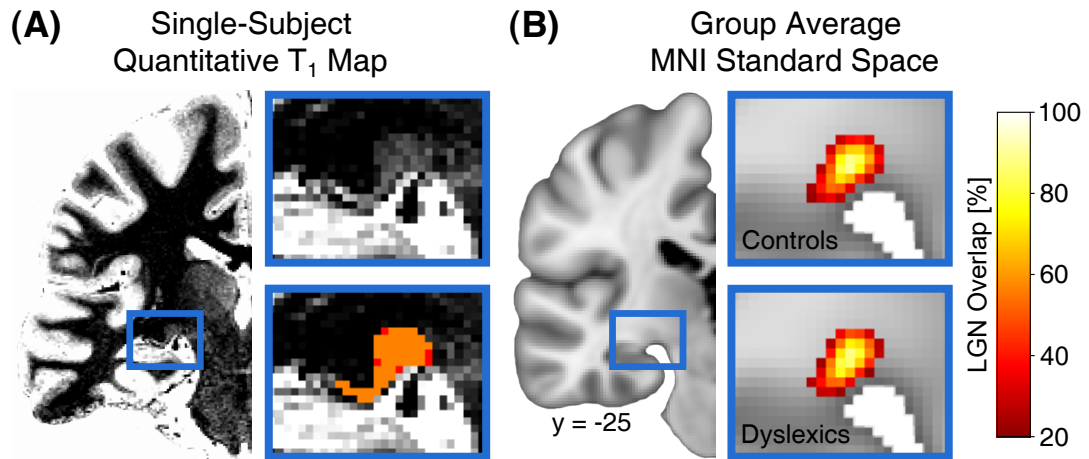 (A) Single-Subject
Quantitative T₁ Map
(B) Group Average
MNI Standard Space
Controls
y = -25
Dyslexics
100
80
60
40
20
LGN Overlap [%]